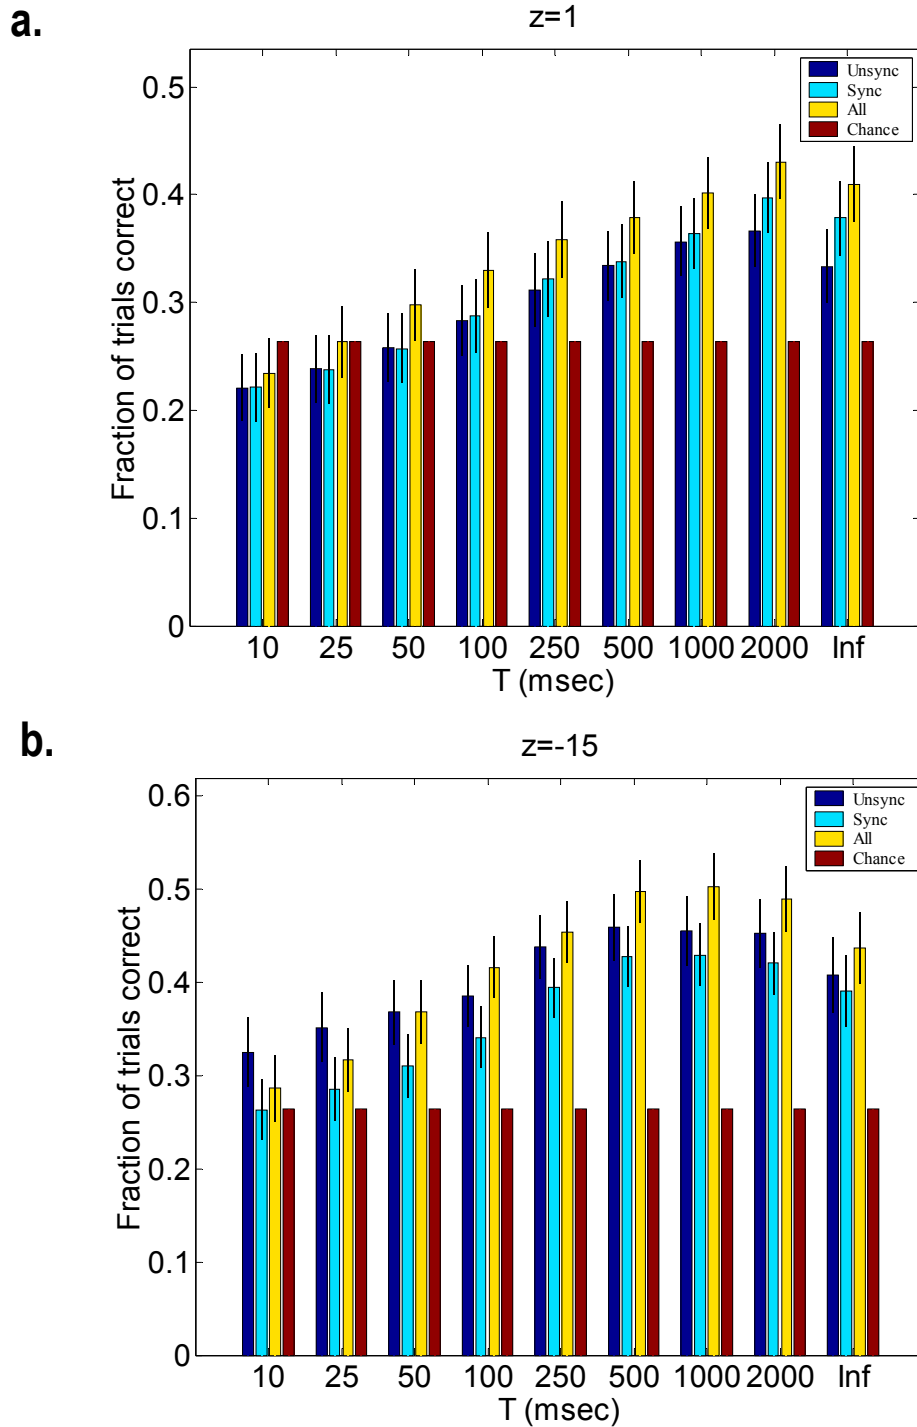 a.
z=1
Fraction of trials correct
0.5
0.4
0.3
0.2
0.1
0
Unsync
Sync
All
Chance
10 25 50 100 250 500 1000 2000 Inf
T (msec)
b.
z=-15
Fraction of trials correct
0.6
0.5
0.4
0.3
0.2
0.1
0
Unsync
Sync
All
Chance
10 25 50 100 250 500 1000 2000 Inf
T (msec)